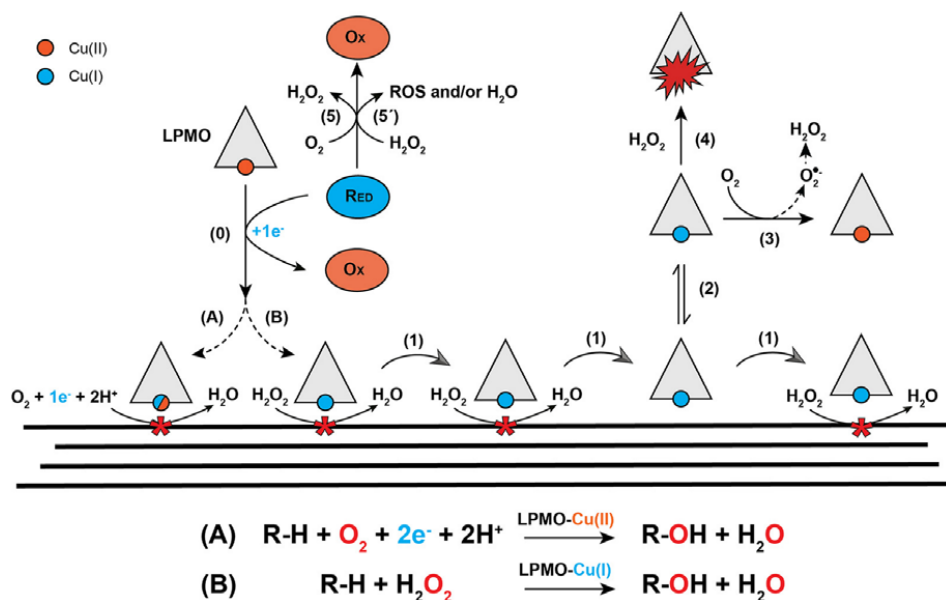 Cu(II)
Cu(I)
LPMO
Ox
H₂O₂
ROS and/or H₂O
(5)
(5´)
O₂
H₂O₂
RED
(0)
+1e⁻
Ox
(A)
(B)
H₂O₂
(4)
H₂O₂
O₂
O₂•⁻
(3)
(2)
(1)
(1)
(1)
O₂ + 1e⁻ + 2H⁺
H₂O
H₂O₂
H₂O
H₂O₂
H₂O
H₂O₂
H₂O
(A) R-H + O₂ + 2e⁻ + 2H⁺ LPMO-Cu(II) R-OH + H₂O
(B) R-H + H₂O₂ LPMO-Cu(I) R-OH + H₂O